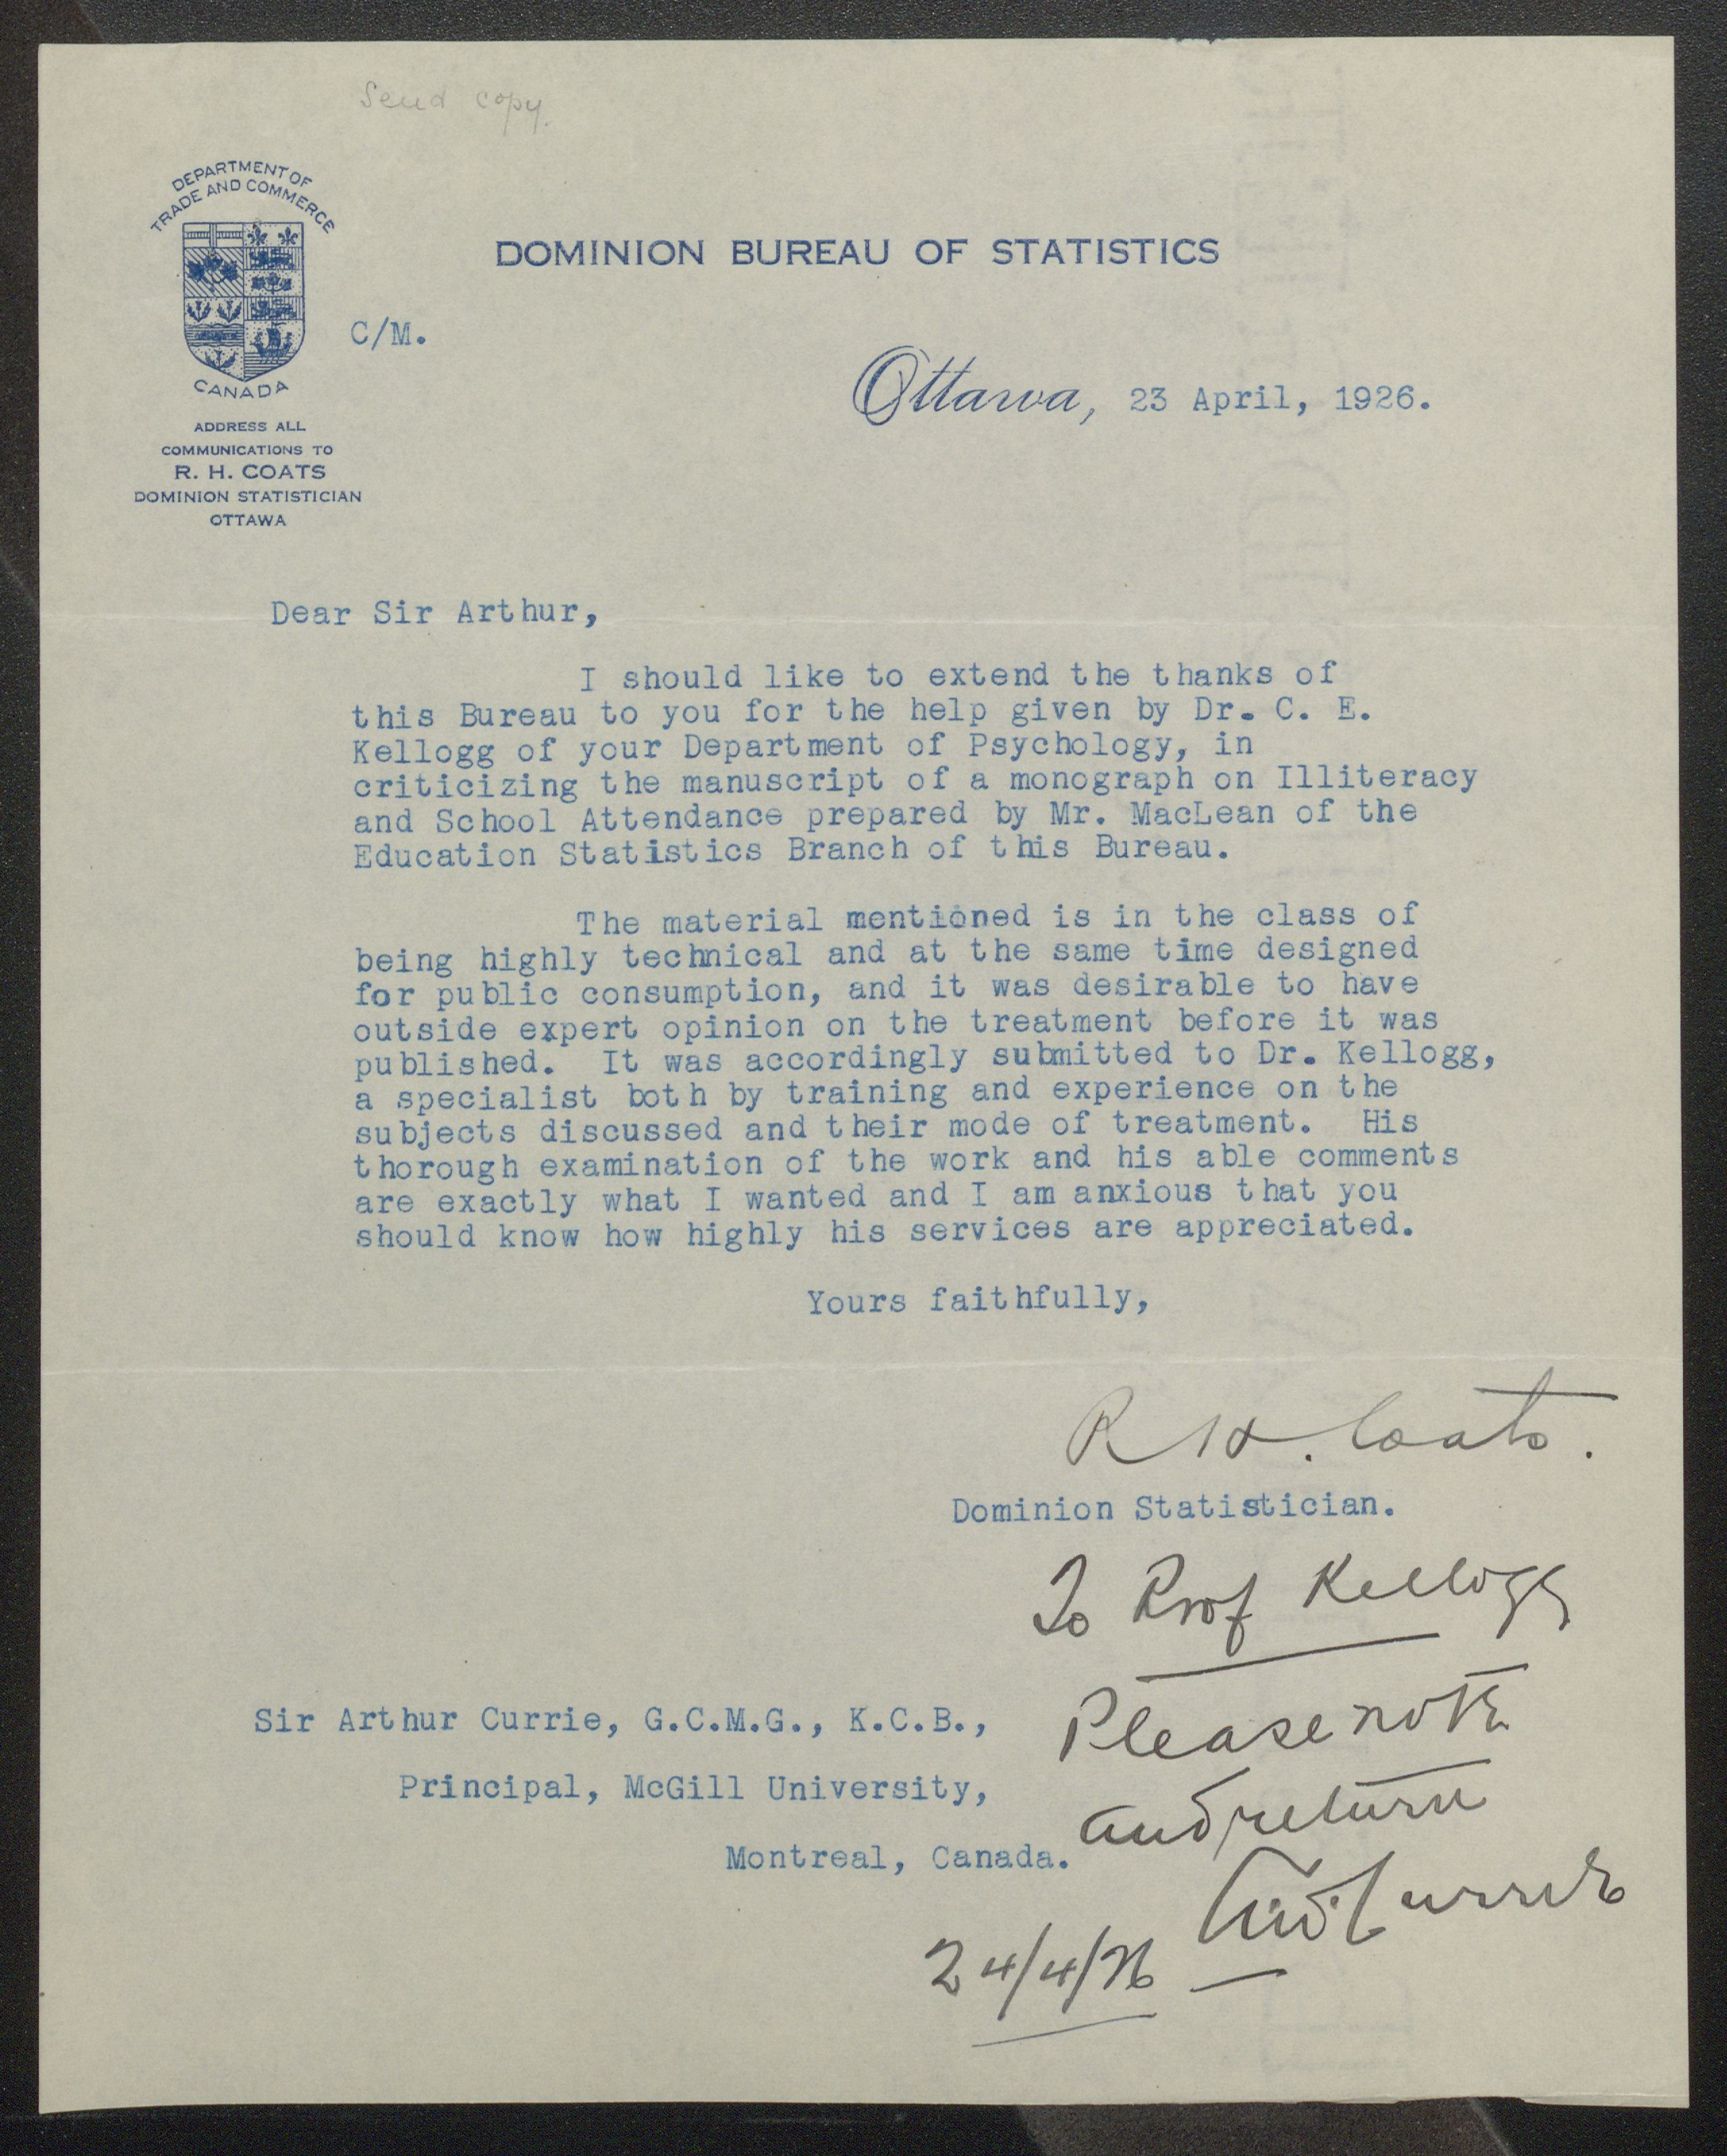 Send copy.
DEPARTMENT OF
TRADE AND COMMERCE
CANADA
ADDRESS ALL
COMMUNICATIONS TO
R. H. COATS
DOMINION STATISTICIAN
OTTAWA
DOMINION BUREAU OF STATISTICS
C/M.
Ottawa, 23 April, 1926.
Dear Sir Arthur,
I should like to extend the thanks of
this Bureau to you for the help given by Dr. C. E.
Kellogg of your Department of Psychology, in
criticizing the manuscript of a monograph on Illiteracy
and School Attendance prepared by Mr. MacLean of the
Education Statistics Branch of this Bureau.
The material mentioned is in the class of
being highly technical and at the same time designed
for public consumption, and it was desirable to have
outside expert opinion on the treatment before it was
published. It was accordingly submitted to Dr. Kellogg,
a specialist both by training and experience on the
subjects discussed and their mode of treatment. His
thorough examination of the work and his able comments
are exactly what I wanted and I am anxious that you
should know how highly his services are appreciated.
Yours faithfully,
R H. Coats.
Dominion Statistician.
To Prof Kellogg
Please note
and return
Currie
24/4/26
Sir Arthur Currie, G.C.M.G., K.C.B.,
Principal, McGill University,
Montreal, Canada.